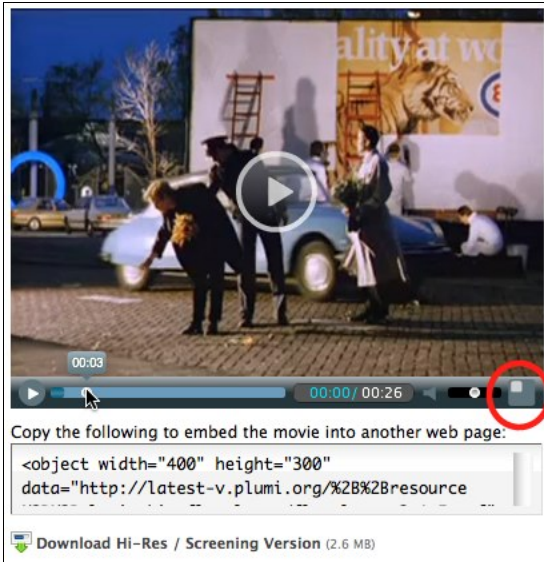 ality at wo
00:03
00:00/ 00:26
Copy the following to embed the movie into another web page:
<object width="400" height="300"
data="http://latest-v.plumi.org/%2B%2Bresource
Download Hi-Res / Screening Version (2.6 MB)